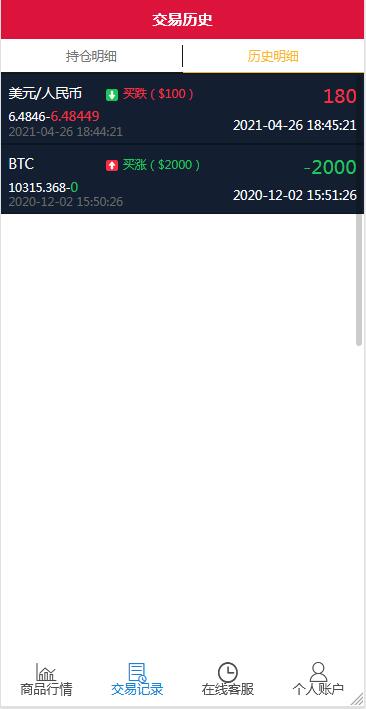 交易历史
持仓明细 历史明细
美元/人民币 买跌 ( $100 ) 180
6.4846-6.48449
2021-04-26 18:44:21 2021-04-26 18:45:21
BTC 买涨 ( $2000 ) -2000
10315.368-0
2020-12-02 15:50:26 2020-12-02 15:51:26
商品行情 交易记录 在线客服 个人账户